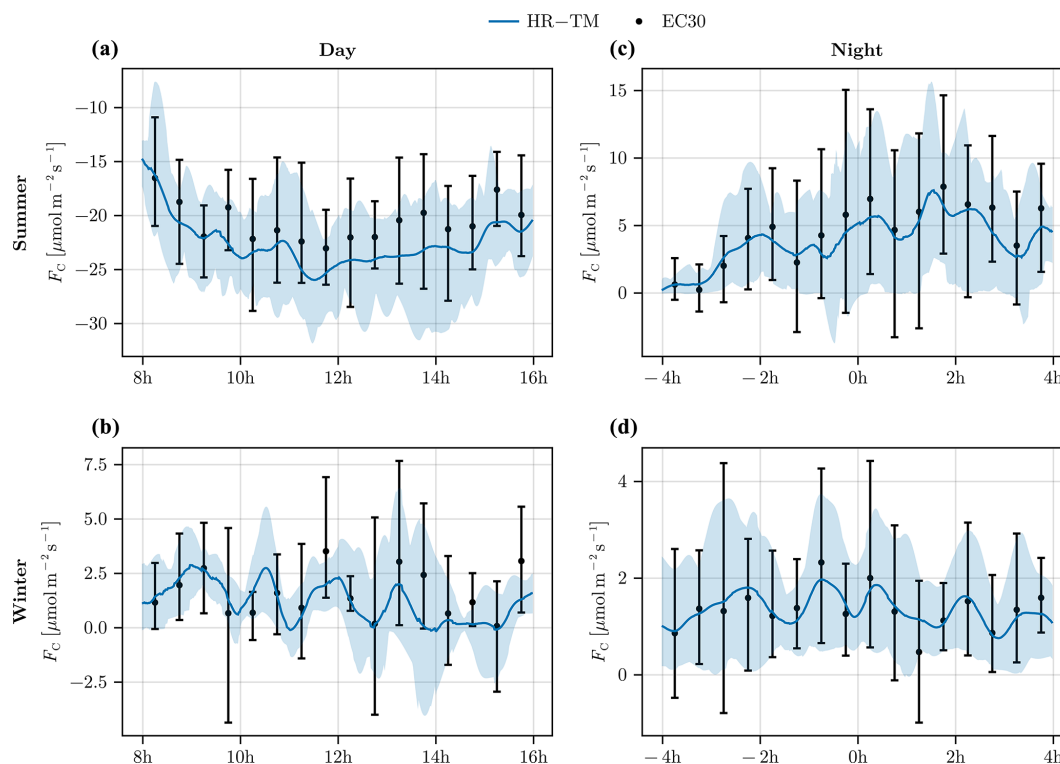 HR−TM EC30
(a) Day (c) Night
Summer
F_C [μmol m⁻² s⁻¹]
−10
−15
−20
−25
−30
8h 10h 12h 14h 16h
F_C [μmol m⁻² s⁻¹]
15
10
5
0
−4h −2h 0h 2h 4h
(b) (d)
Winter
F_C [μmol m⁻² s⁻¹]
7.5
5.0
2.5
0.0
−2.5
8h 10h 12h 14h 16h
F_C [μmol m⁻² s⁻¹]
4
2
0
−4h −2h 0h 2h 4h